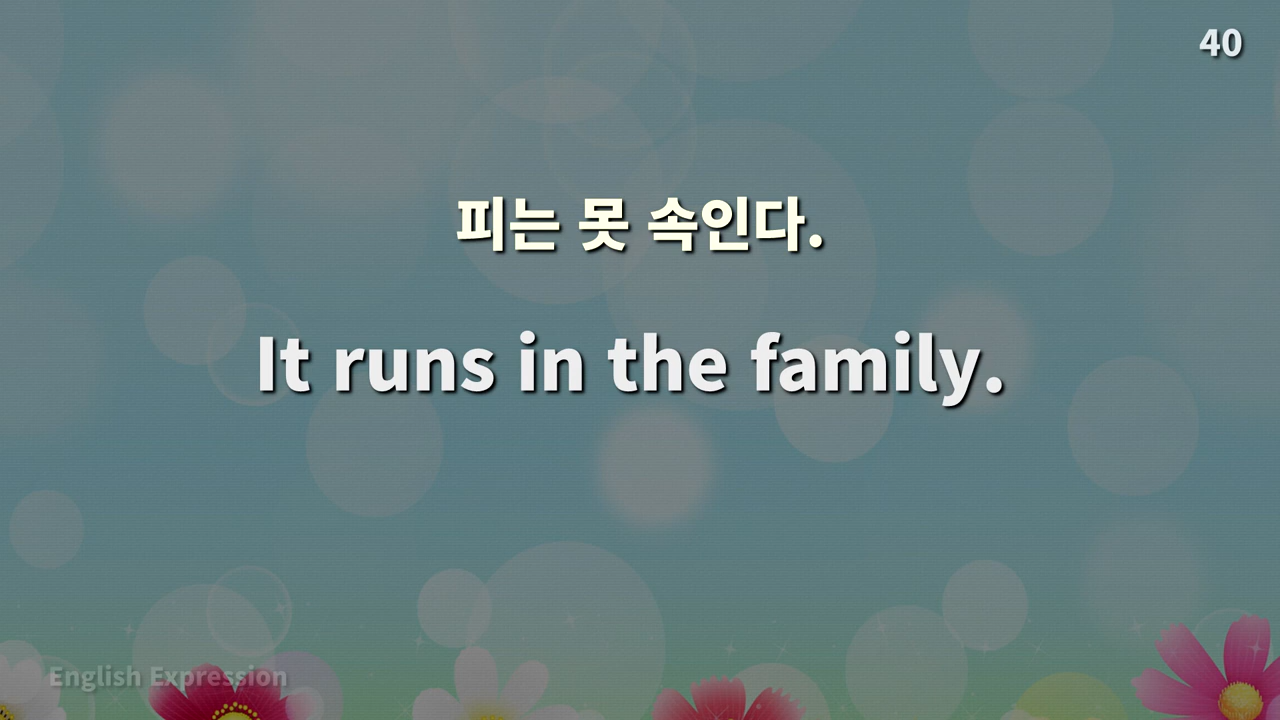 40
피는 못 속인다.
It runs in the family.
English Expression